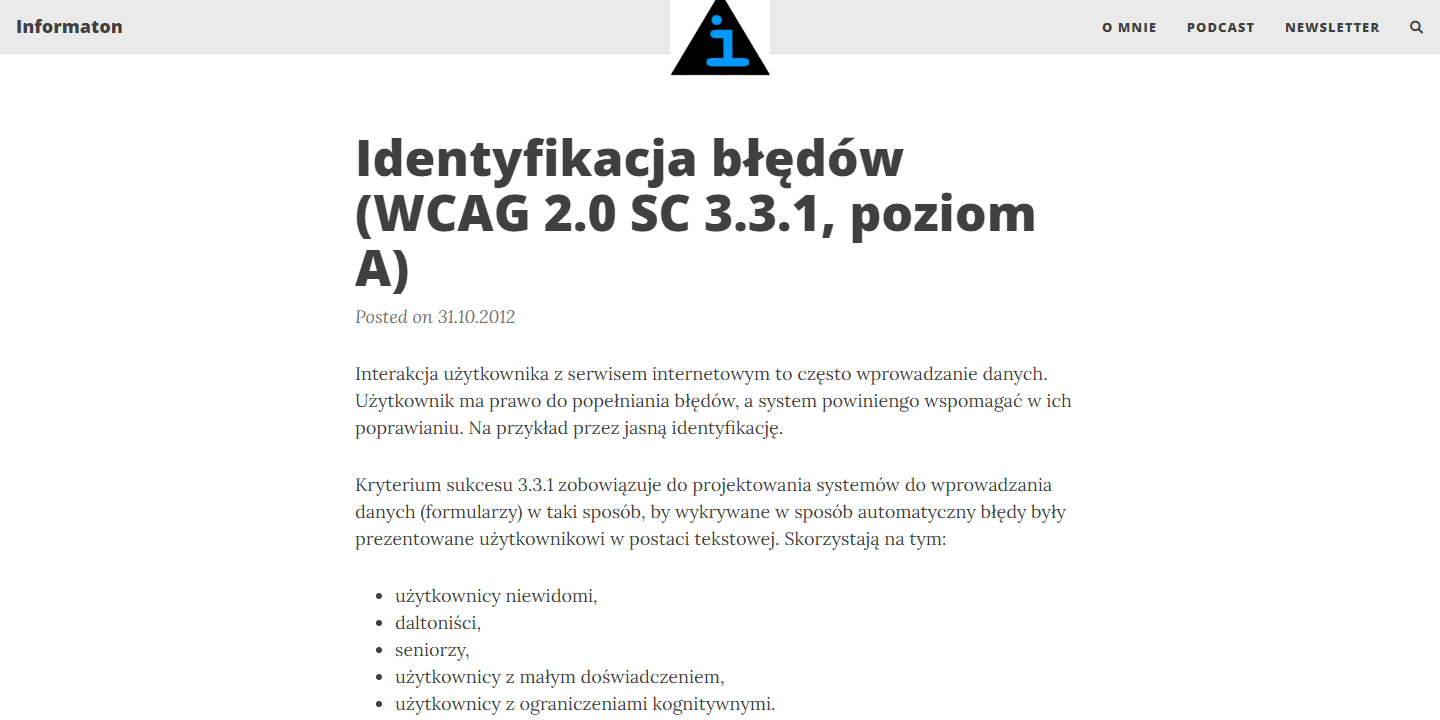 Informaton
i
O MNIE
PODCAST
NEWSLETTER
Identyfikacja błędów
(WCAG 2.0 SC 3.3.1, poziom
A)
Posted on 31.10.2012
Interakcja użytkownika z serwisem internetowym to często wprowadzanie danych.
Użytkownik ma prawo do popełniania błędów, a system powiniengo wspomagać w ich
poprawianiu. Na przykład przez jasną identyfikację.
Kryterium sukcesu 3.3.1 zobowiązuje do projektowania systemów do wprowadzania
danych (formularzy) w taki sposób, by wykrywane w sposób automatyczny błędy były
prezentowane użytkownikowi w postaci tekstowej. Skorzystają na tym:
użytkownicy niewidomi,
daltoniści,
seniorzy,
użytkownicy z małym doświadczeniem,
użytkownicy z ograniczeniami kognitywnymi.